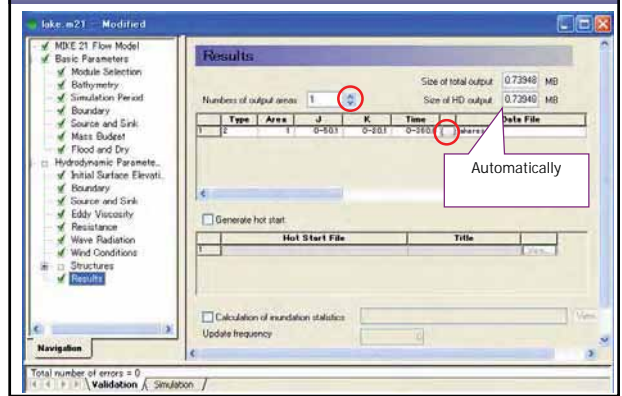 lake.m21 - Modified
MIKE 21 Flow Model
Basic Parameters
Module Selection
Bathymetry
Simulation Period
Boundary
Source and Sink
Mass Budget
Flood and Dry
Hydrodynamic Paramete..
Initial Surface Elevati..
Boundary
Source and Sink
Eddy Viscosity
Resistance
Wave Radiation
Wind Conditions
Structures
Results
Navigation
Results
Size of total output 0.73948 MB
Numbers of output areas 1 Size of HD output 0.73948 MB
Type Area J K Time Data File
1 2 1 0-50,1 0-20,1 0-360,1
Automatically
Generate hot start
Hot Start File Title
1
Calculation of inundation statistics View
Update frequency 0
Total number of errors = 0
Validation Simulation